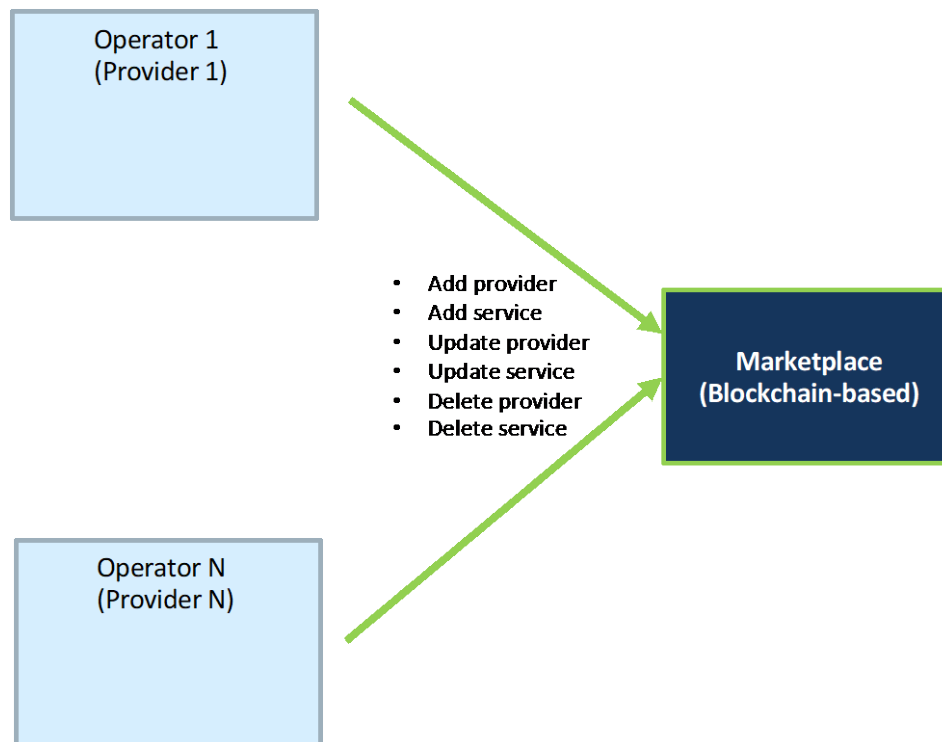 Operator 1
(Provider 1)
• Add provider
• Add service
• Update provider
• Update service
• Delete provider
• Delete service
Marketplace
(Blockchain-based)
Operator N
(Provider N)